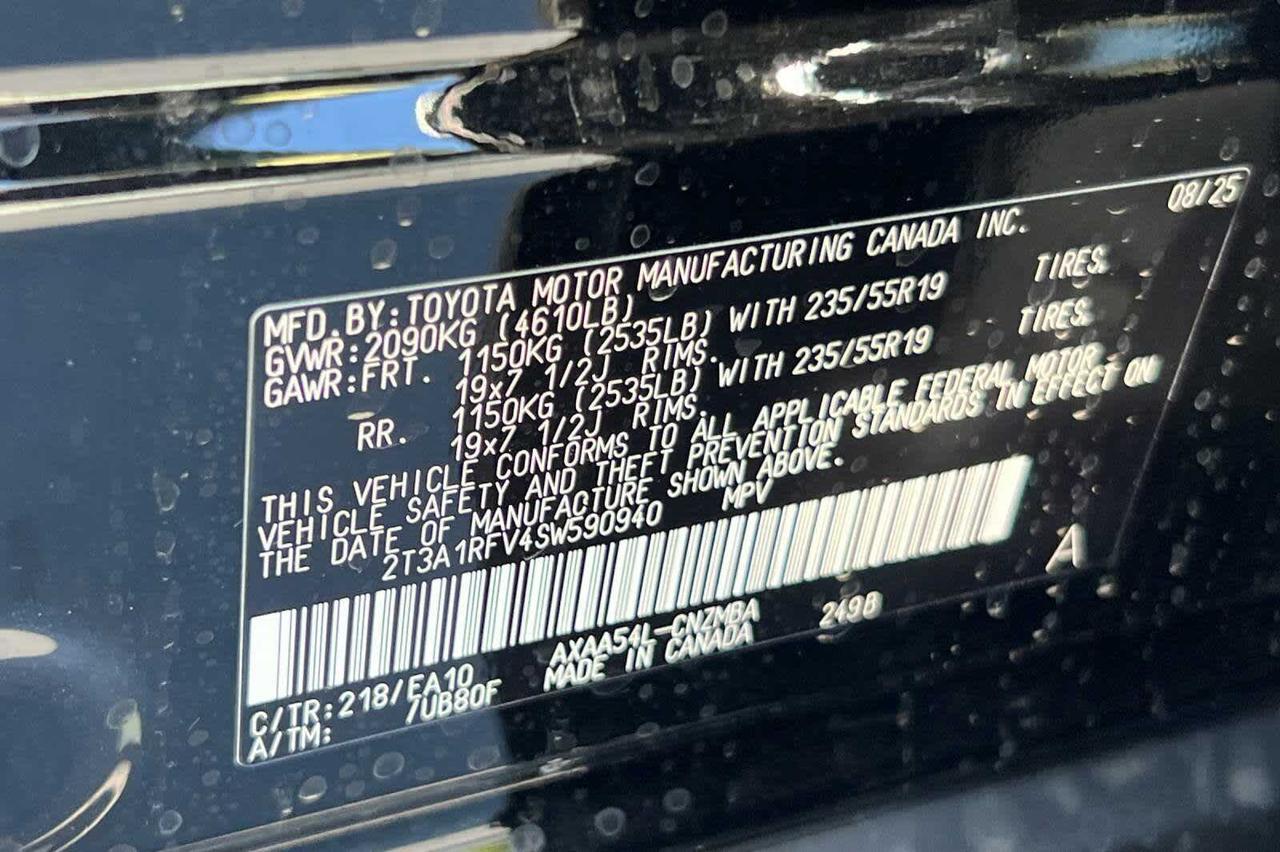 08/25
MFD.BY:TOYOTA MOTOR MANUFACTURING CANADA INC.
GVWR:2090KG (4610LB)
GAWR:FRT. 1150KG (2535LB) WITH 235/55R19 TIRES.
19x7 1/2J RIMS.
RR. 1150KG (2535LB) WITH 235/55R19 TIRES.
19x7 1/2J RIMS.
THIS VEHICLE CONFORMS TO ALL APPLICABLE FEDERAL MOTOR
VEHICLE SAFETY AND THEFT PREVENTION STANDARDS IN EFFECT ON
THE DATE OF MANUFACTURE SHOWN ABOVE.
2T3A1RFV4SW590940 MPV
A
C/TR:218/EA10 AXAA54L-CNZMBA 249B
A/TM: /UB80F MADE IN CANADA